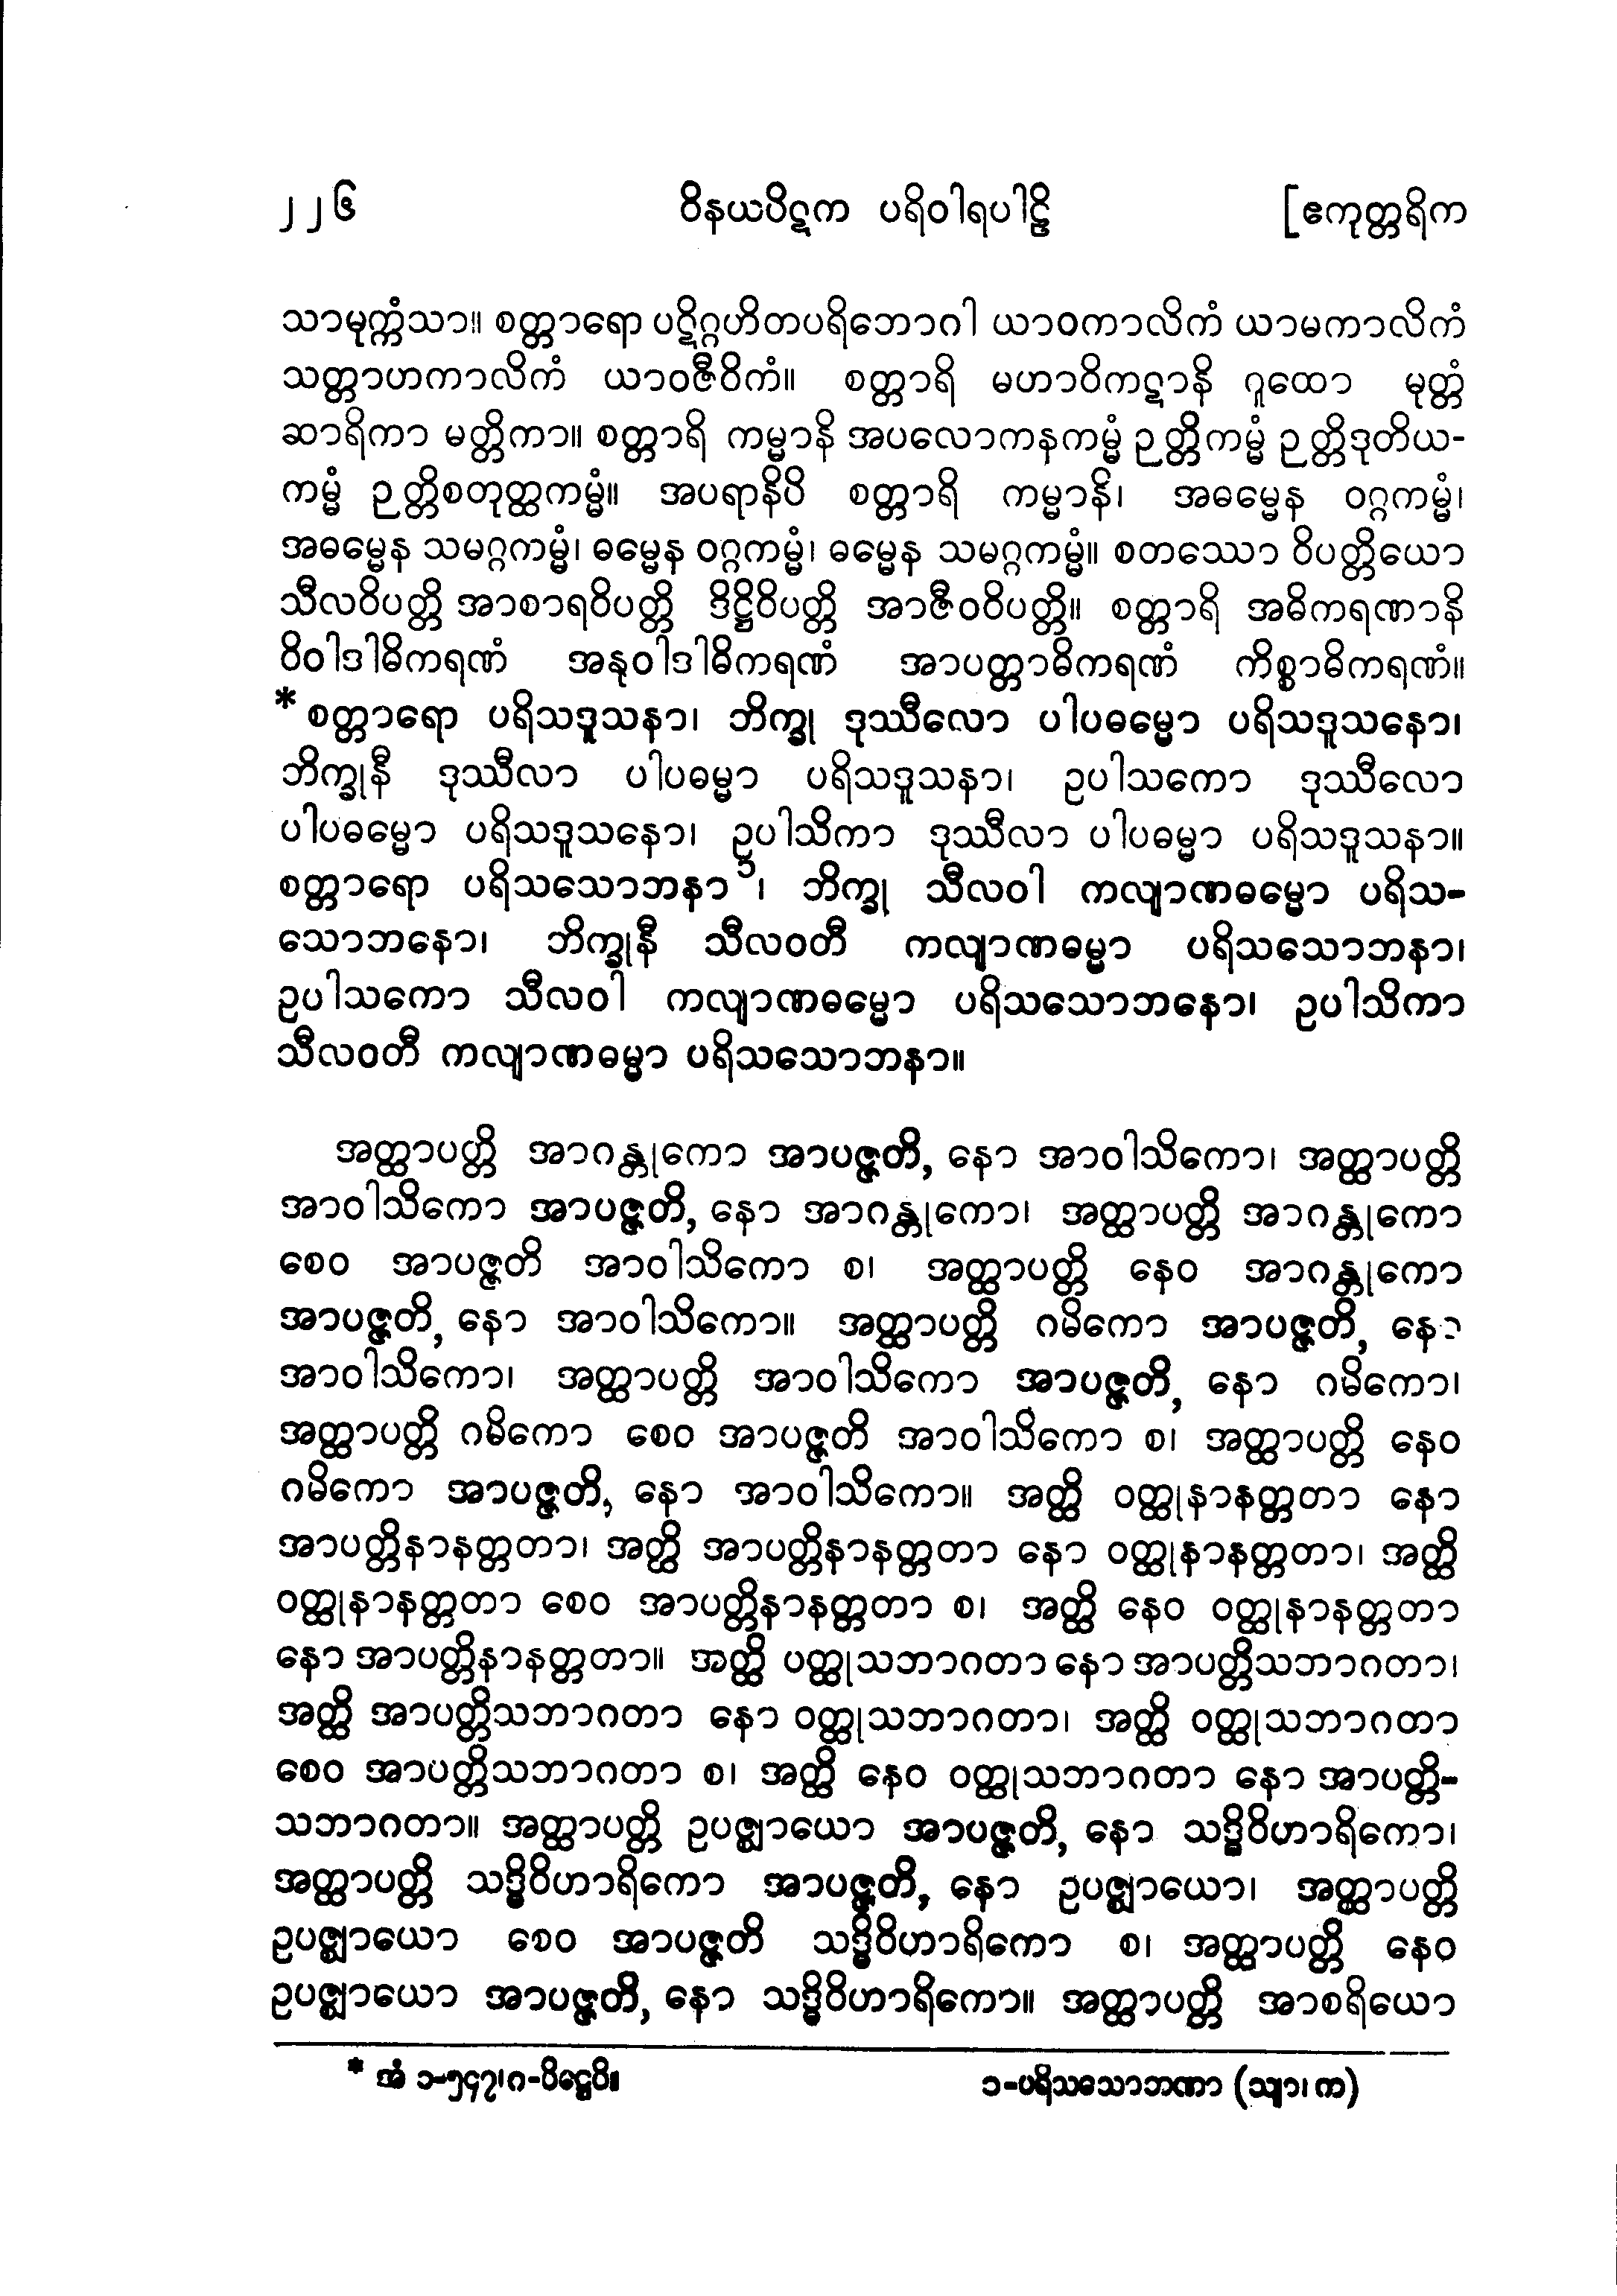 ၂၂၆ ဝိနယပိဋက ပရိဝါရပါဠိ [ဧကုတ္တရိက
သာမုက္ကံသာ။ စတ္တာရော ပဋိဂ္ဂဟိတပရိဘောဂါ ယာဝကာလိကံ ယာမကာလိကံ
သတ္တာဟကာလိကံ ယာဝဇီဝိကံ။ စတ္တာရိ မဟာဝိကဋာနိ ဂူထော မုတ္တံ
ဆာရိကာ မတ္တိကာ။ စတ္တာရိ ကမ္မာနိ အပလောကနကမ္မံ ဉတ္တိကမ္မံ ဉတ္တိဒုတိယ-
ကမ္မံ ဉတ္တိစတုတ္ထကမ္မံ။ အပရာနိပိ စတ္တာရိ ကမ္မာနိ၊ အဓမ္မေန ဝဂ္ဂကမ္မံ၊
အဓမ္မေန သမဂ္ဂကမ္မံ၊ ဓမ္မေန ဝဂ္ဂကမ္မံ၊ ဓမ္မေန သမဂ္ဂကမ္မံ။ စတဿော ဝိပတ္တိယော
သီလဝိပတ္တိ အာစာရဝိပတ္တိ ဒိဋ္ဌိဝိပတ္တိ အာဇီဝဝိပတ္တိ။ စတ္တာရိ အဓိကရဏာနိ
ဝိဝါဒါဓိကရဏံ အနုဝါဒါဓိကရဏံ အာပတ္တာဓိကရဏံ ကိစ္စာဓိကရဏံ။
* စတ္တာရော ပရိသဒူသနာ၊ ဘိက္ခု ဒုဿီလော ပါပဓမ္မော ပရိသဒူသနော၊
ဘိက္ခုနီ ဒုဿီလာ ပါပဓမ္မာ ပရိသဒူသနာ၊ ဥပါသကော ဒုဿီလော
ပါပဓမ္မော ပရိသဒူသနော၊ ဥပါသိကာ ဒုဿီလာ ပါပဓမ္မာ ပရိသဒူသနာ။
စတ္တာရော ပရိသသောဘနာ ၁၊ ဘိက္ခု သီလဝါ ကလျာဏဓမ္မော ပရိသ-
သောဘနော၊ ဘိက္ခုနီ သီလဝတီ ကလျာဏဓမ္မာ ပရိသသောဘနာ၊
ဥပါသကော သီလဝါ ကလျာဏဓမ္မော ပရိသသောဘနော၊ ဥပါသိကာ
သီလဝတီ ကလျာဏဓမ္မာ ပရိသသောဘနာ။
အတ္ထာပတ္တိ အာဂန္တုကော အာပဇ္ဇတိ, နော အာဝါသိကော၊ အတ္ထာပတ္တိ
အာဝါသိကော အာပဇ္ဇတိ, နော အာဂန္တုကော၊ အတ္ထာပတ္တိ အာဂန္တုကော
စေဝ အာပဇ္ဇတိ အာဝါသိကော စ၊ အတ္ထာပတ္တိ နေဝ အာဂန္တုကော
အာပဇ္ဇတိ, နော အာဝါသိကော။ အတ္ထာပတ္တိ ဂမိကော အာပဇ္ဇတိ, နော
အာဝါသိကော၊ အတ္ထာပတ္တိ အာဝါသိကော အာပဇ္ဇတိ, နော ဂမိကော၊
အတ္ထာပတ္တိ ဂမိကော စေဝ အာပဇ္ဇတိ အာဝါသိကော စ၊ အတ္ထာပတ္တိ နေဝ
ဂမိကော အာပဇ္ဇတိ, နော အာဝါသိကော။ အတ္ထိ ဝတ္ထုနာနတ္တတာ နော
အာပတ္တိနာနတ္တတာ၊ အတ္ထိ အာပတ္တိနာနတ္တတာ နော ဝတ္ထုနာနတ္တတာ၊ အတ္ထိ
ဝတ္ထုနာနတ္တတာ စေဝ အာပတ္တိနာနတ္တတာ စ၊ အတ္ထိ နေဝ ဝတ္ထုနာနတ္တတာ
နော အာပတ္တိနာနတ္တတာ။ အတ္ထိ ပတ္ထုသဘာဂတာ နော အာပတ္တိသဘာဂတာ၊
အတ္ထိ အာပတ္တိသဘာဂတာ နော ဝတ္ထုသဘာဂတာ၊ အတ္ထိ ဝတ္ထုသဘာဂတာ
စေဝ အာပတ္တိသဘာဂတာ စ၊ အတ္ထိ နေဝ ဝတ္ထုသဘာဂတာ နော အာပတ္တိ-
သဘာဂတာ။ အတ္ထာပတ္တိ ဥပဇ္ဈာယော အာပဇ္ဇတိ, နော သဒ္ဓိဝိဟာရိကော၊
အတ္ထာပတ္တိ သဒ္ဓိဝိဟာရိကော အာပဇ္ဇတိ, နော ဥပဇ္ဈာယော၊ အတ္ထာပတ္တိ
ဥပဇ္ဈာယော စေဝ အာပဇ္ဇတိ သဒ္ဓိဝိဟာရိကော စ၊ အတ္ထာပတ္တိ နေဝ
ဥပဇ္ဈာယော အာပဇ္ဇတိ, နော သဒ္ဓိဝိဟာရိကော။ အတ္ထာပတ္တိ အာစရိယော
* အံ ၁-၅၄၇၊ဂ-ပိဋ္ဌေပိ။ ၁-ပရိသသောဘဏာ (သျာ၊ က)